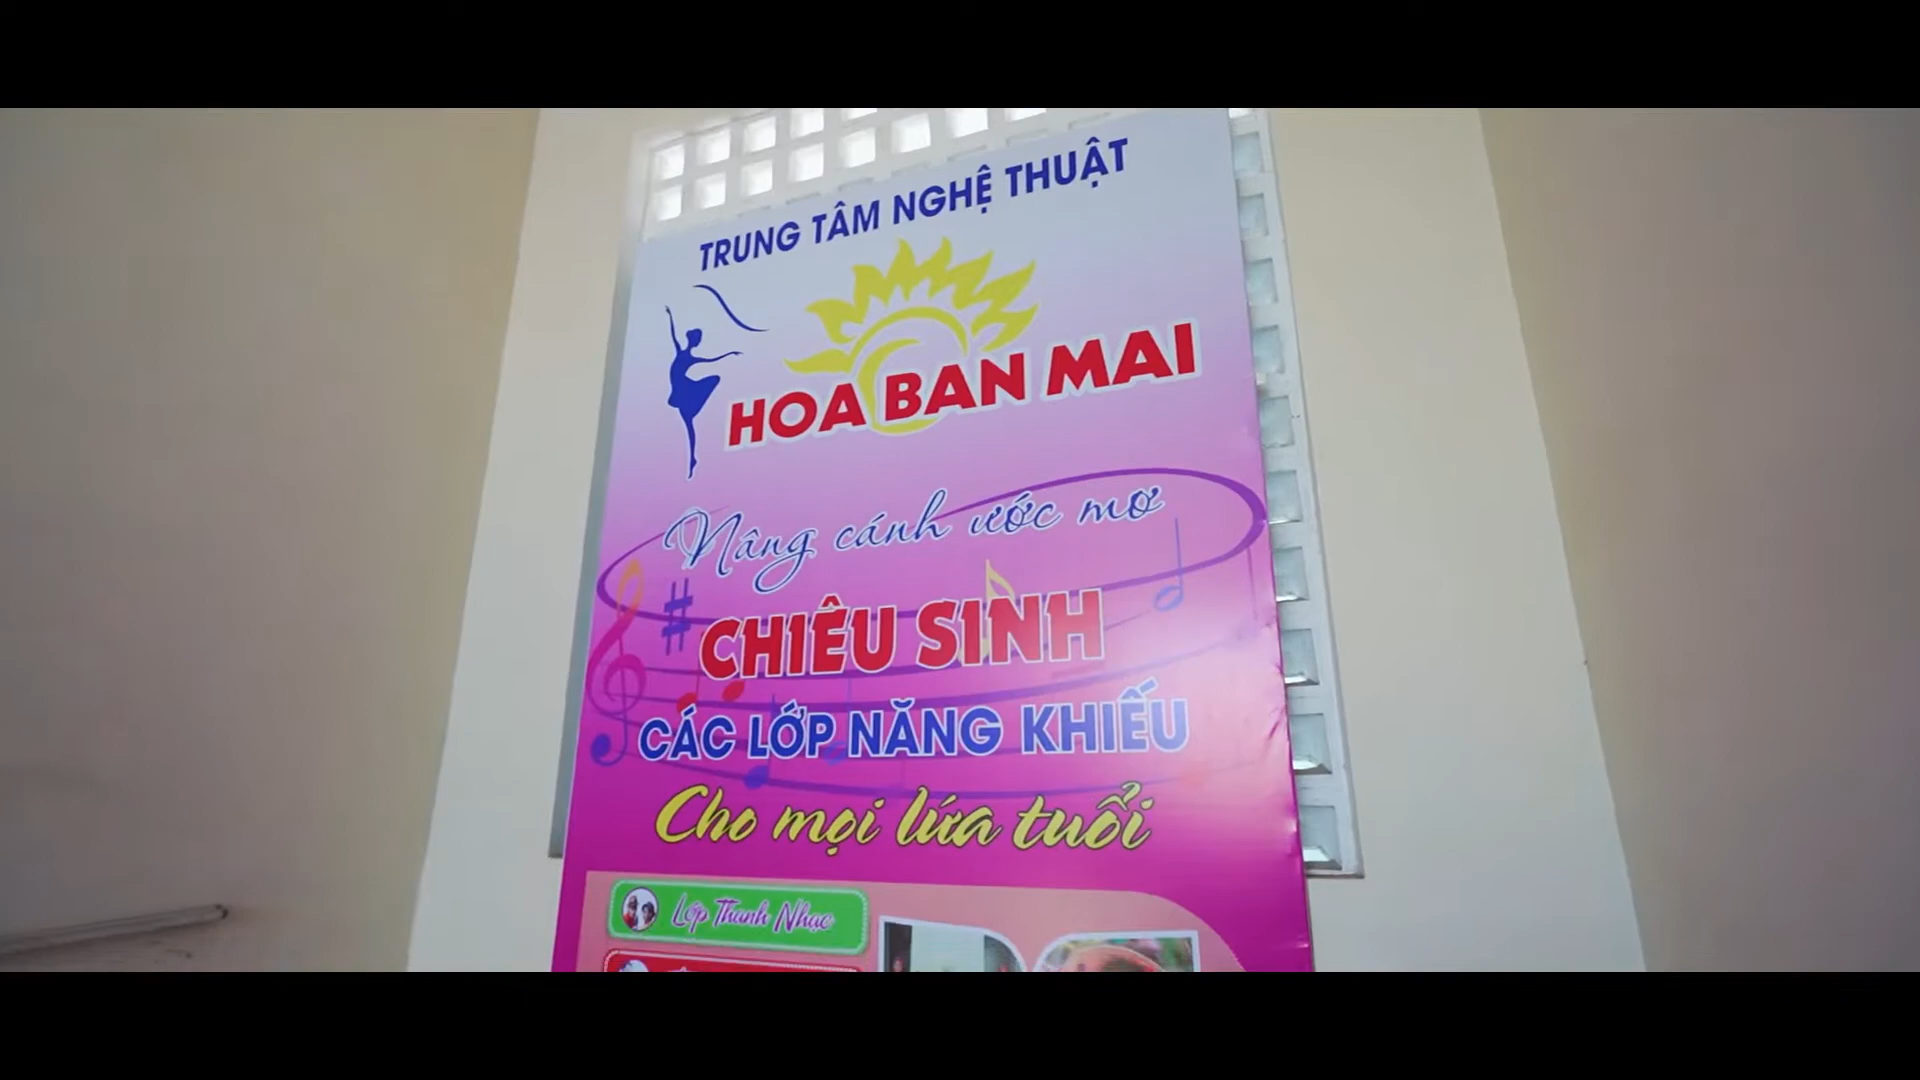 TRUNG TÂM NGHỆ THUẬT
HOA BAN MAI
Nâng cánh ước mơ
CHIÊU SINH
CÁC LỚP NĂNG KHIẾU
Cho mọi lứa tuổi
Lớp Thanh Nhạc